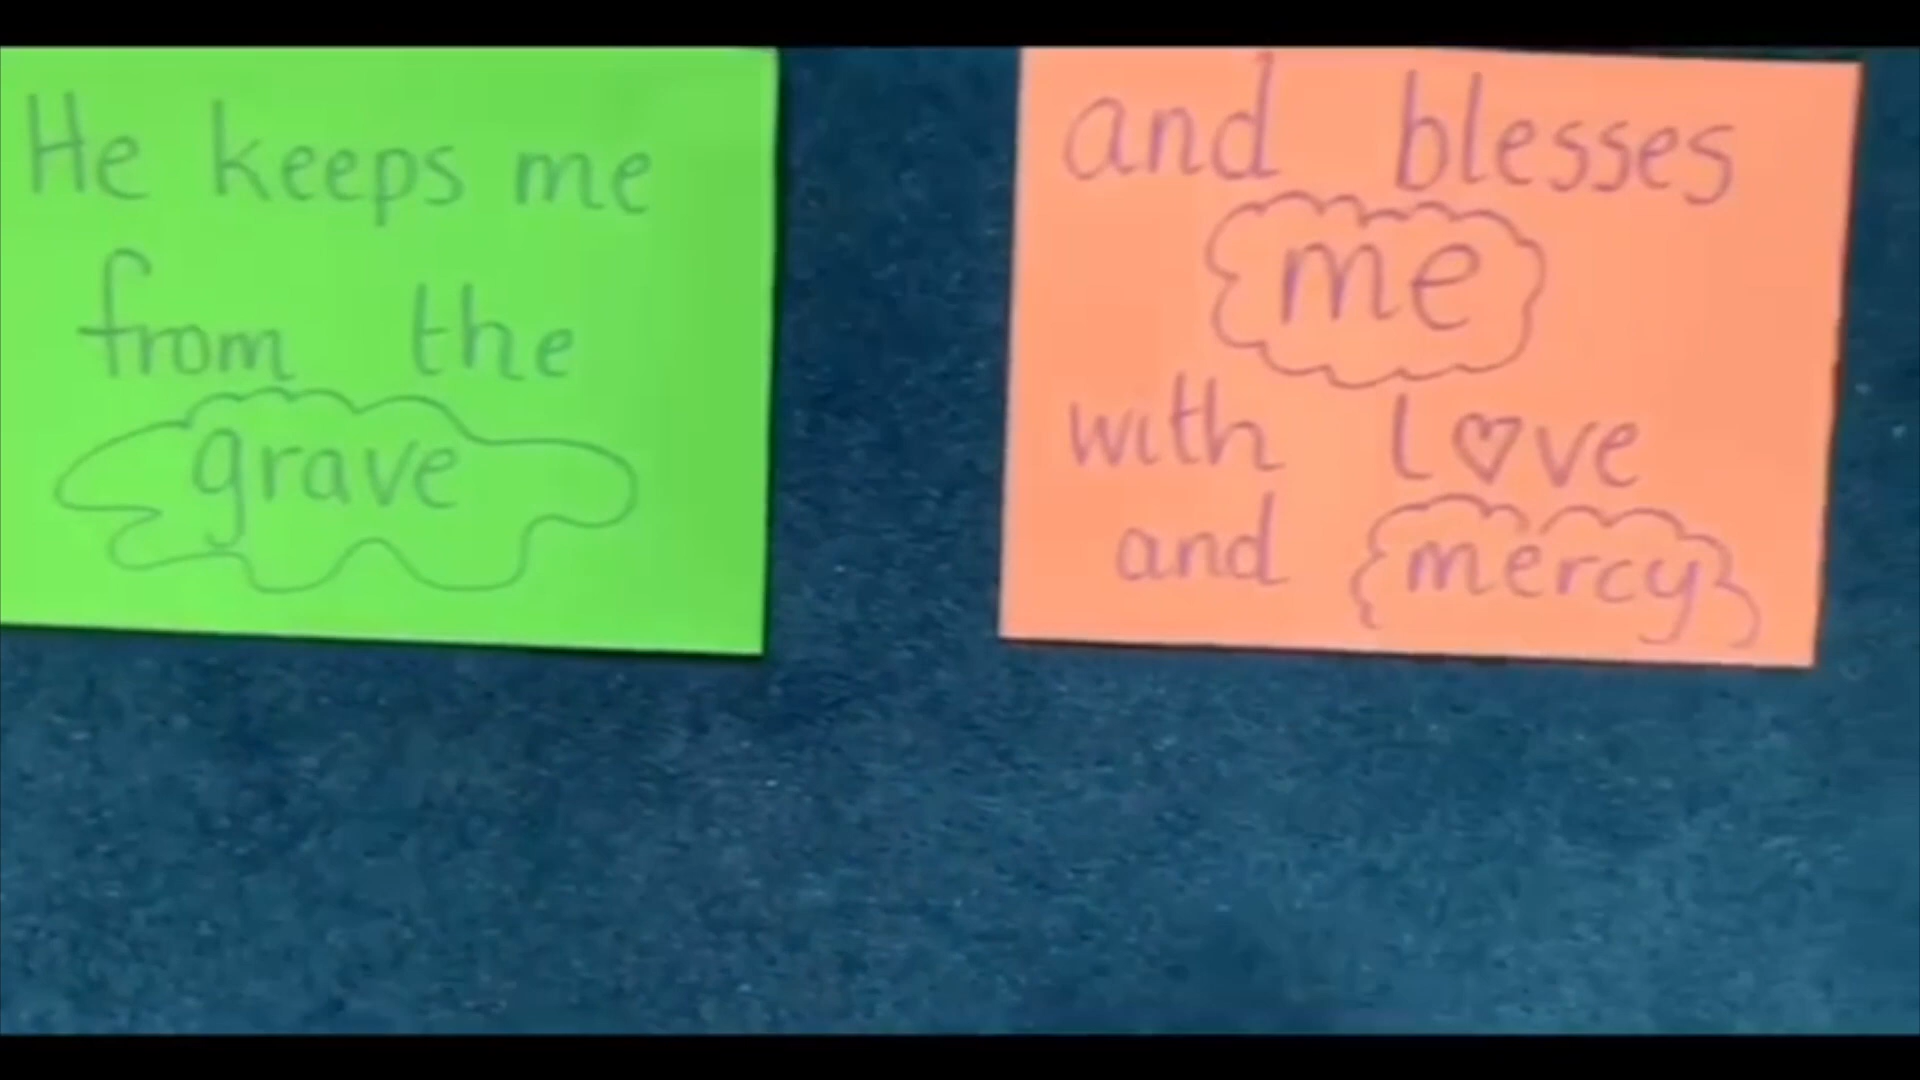 He keeps me
from the
grave
and blesses
me
with love
and mercy